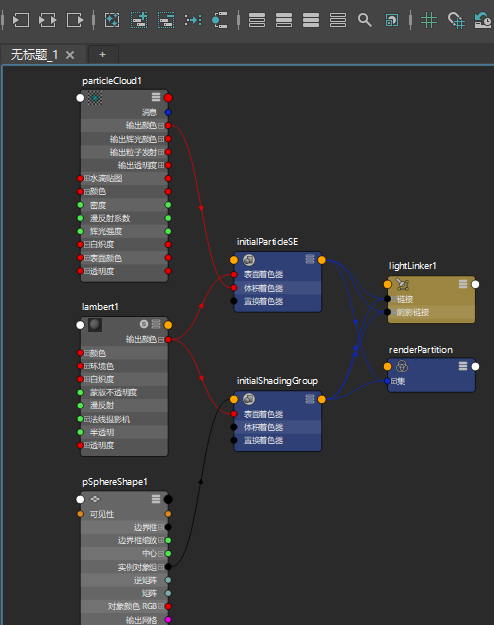 无标题_1 ×
+
particleCloud1
消息
输出颜色
输出辉光颜色
输出粒子发射
输出透明度
水滴贴图
颜色
密度
漫反射系数
辉光强度
白炽度
表面颜色
透明度
lambert1
输出颜色
颜色
环境色
白炽度
蒙版不透明度
漫反射
法线摄影机
半透明
透明度
pSphereShape1
可见性
边界框
边界框缩放
中心
实例对象组
逆矩阵
矩阵
对象颜色 RGB
输出网格
initialParticleSE
表面着色器
体积着色器
置换着色器
initialShadingGroup
表面着色器
体积着色器
置换着色器
lightLinker1
链接
阴影链接
renderPartition
集